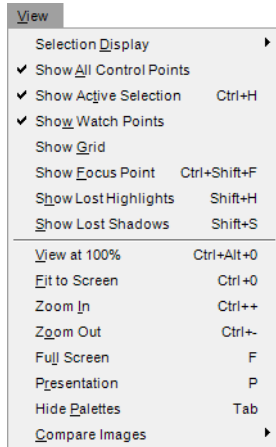 View
Selection Display
Show All Control Points
Show Active Selection Ctrl+H
Show Watch Points
Show Grid
Show Focus Point Ctrl+Shift+F
Show Lost Highlights Shift+H
Show Lost Shadows Shift+S
View at 100% Ctrl+Alt+0
Fit to Screen Ctrl+0
Zoom In Ctrl++
Zoom Out Ctrl+-
Full Screen F
Presentation P
Hide Palettes Tab
Compare Images